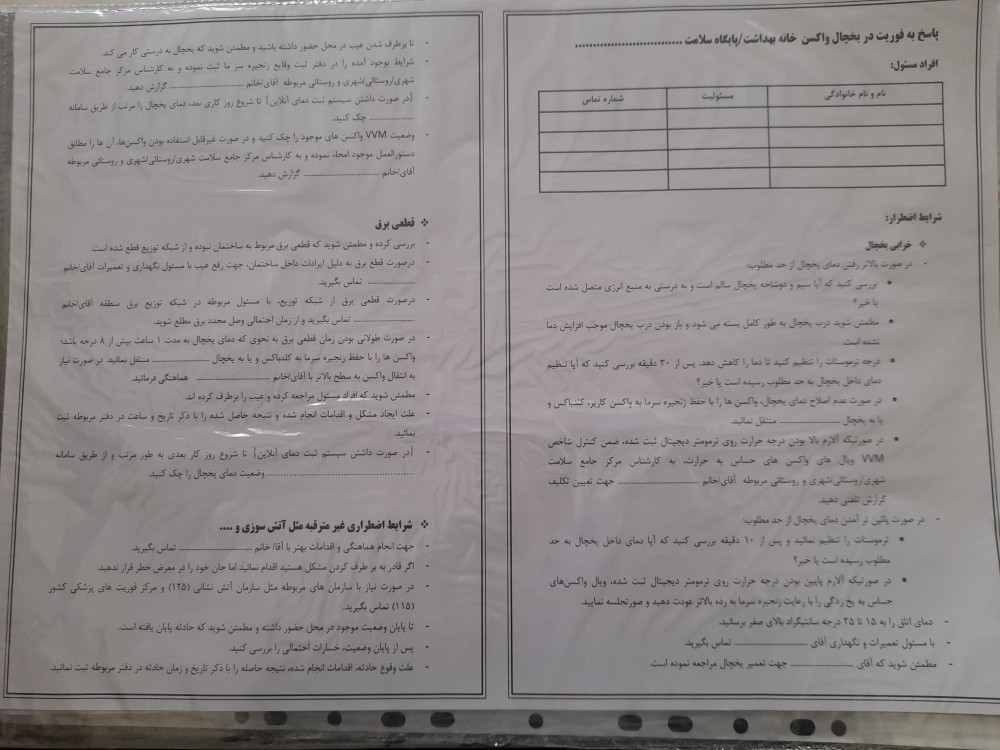 پاسخ به فوریت در یخچال واکسن خانه بهداشت/پایگاه سلامت ..............................
افراد مسئول:
نام و نام خانوادگی مسئولیت شماره تماس
شرایط اضطرار:
❖ خرابی یخچال
- در صورت بالاتر رفتن دمای یخچال از حد مطلوب:
• بررسی کنید که آیا سیم و دوشاخه یخچال سالم است و به درستی به منبع انرژی متصل شده است
یا خیر؟
• مطمئن شوید درب یخچال به طور کامل بسته می شود و باز بودن درب یخچال موجب افزایش دما
نشده است.
• درجه ترموستات را تنظیم کنید تا دما را کاهش دهد. پس از ۳۰ دقیقه بررسی کنید که آیا تنظیم
دمای داخل یخچال به حد مطلوب رسیده است یا خیر؟
• در صورت عدم اصلاح دمای یخچال، واکسن ها را با حفظ زنجیره سرما به واکسن کاریر، کلدباکس و
یا به یخچال .................... منتقل نمائید.
• در صورتیکه آلارم بالا بودن درجه حرارت روی ترمومتر دیجیتال ثبت شده، ضمن کنترل شاخص
VVM ویال های واکسن های حساس به حرارت، به کارشناس مرکز جامع سلامت
شهری/روستائی/شهری و روستائی مربوطه آقای/خانم .................... جهت تعیین تکلیف
گزارش تلفنی دهید.
- در صورت پائین تر آمدن دمای یخچال از حد مطلوب:
• ترموستات را تنظیم نمائید و پس از ۱۰ دقیقه بررسی کنید که آیا دمای داخل یخچال به حد
مطلوب رسیده است یا خیر؟
• در صورتیکه آلارم پایین بودن درجه حرارت روی ترمومتر دیجیتال ثبت شده، ویال واکسن‌های
حساس به یخ زدگی را با رعایت زنجیره سرما به رده بالاتر عودت دهید و صورتجلسه نمایید.
- دمای اتاق را به ۱۵ تا ۲۵ درجه سانتیگراد بالای صفر برسانید.
- با مسئول تعمیرات و نگهداری آقای .................... تماس بگیرید.
- مطمئن شوید که آقای .................... جهت تعمیر یخچال مراجعه نموده است.
- تا برطرف شدن عیب در محل حضور داشته باشید و مطمئن شوید که یخچال به درستی کار می کند.
- شرایط بوجود آمده را در دفتر ثبت وقایع زنجیره سر ما ثبت نموده و به کارشناس مرکز جامع سلامت
شهری/روستائی/شهری و روستائی مربوطه آقای/خانم .................... گزارش دهید.
- {در صورت داشتن سیستم ثبت دمای آنلاین} تا شروع روز کاری بعد، دمای یخچال را مرتب از طریق سامانه
.................... چک کنید.
- وضعیت VVM واکسن های موجود را چک کنید و در صورت غیرقابل استفاده بودن واکسن‌ها، آن ها را مطابق
دستورالعمل موجود امحاء نموده و به کارشناس مرکز جامع سلامت شهری/روستائی/شهری و روستائی مربوطه
آقای/خانم .................... گزارش دهید.
❖ قطعی برق
- بررسی کرده و مطمئن شوید که قطعی برق مربوط به ساختمان نبوده و از شبکه توزیع قطع شده است.
- درصورت قطع برق به دلیل ایرادات داخل ساختمان، جهت رفع عیب با مسئول نگهداری و تعمیرات آقای/خانم
.................... تماس بگیرید.
- درصورت قطعی برق از شبکه توزیع، با مسئول مربوطه در شبکه توزیع برق منطقه آقای/خانم
.................... تماس بگیرید و از زمان احتمالی وصل مجدد برق مطلع شوید.
- در صورت طولانی بودن زمان قطعی برق به نحوی که دمای یخچال به مدت ۱ ساعت بیش از ۸ درجه باشد؛
واکسن ها را با حفظ زنجیره سرما به کلدباکس و یا به یخچال .................... منتقل نمائید. در صورت نیاز
به انتقال واکسن به سطح بالاتر با آقای/خانم .................... هماهنگی فرمائید.
- مطمئن شوید که افراد مسئول مراجعه کرده و عیب را برطرف کرده اند.
- علت ایجاد مشکل و اقدامات انجام شده و نتیجه حاصل شده را با ذکر تاریخ و ساعت در دفتر مربوطه ثبت
نمائید.
- {در صورت داشتن سیستم ثبت دمای آنلاین} تا شروع روز کار بعدی به طور مرتب و از طریق سامانه
.................... وضعیت دمای یخچال را چک کنید.
❖ شرایط اضطراری غیر مترقبه مثل آتش سوزی و ....
- جهت انجام هماهنگی و اقدامات بهتر با آقا/ خانم .................... تماس بگیرید.
- اگر قادر به بر طرف کردن مشکل هستید اقدام نمائید اما جان خود را در معرض خطر قرار ندهید.
- در صورت نیاز با سازمان های مربوطه مثل سازمان آتش نشانی (۱۲۵) و مرکز فوریت های پزشکی کشور
(۱۱۵) تماس بگیرید.
- تا پایان وضعیت موجود در محل حضور داشته و مطمئن شوید که حادثه پایان یافته است.
- پس از پایان وضعیت، خسارات احتمالی را بررسی کنید.
- علت وقوع حادثه، اقدامات انجام شده، نتیجه حاصله را با ذکر تاریخ و زمان حادثه در دفتر مربوطه ثبت نمائید.